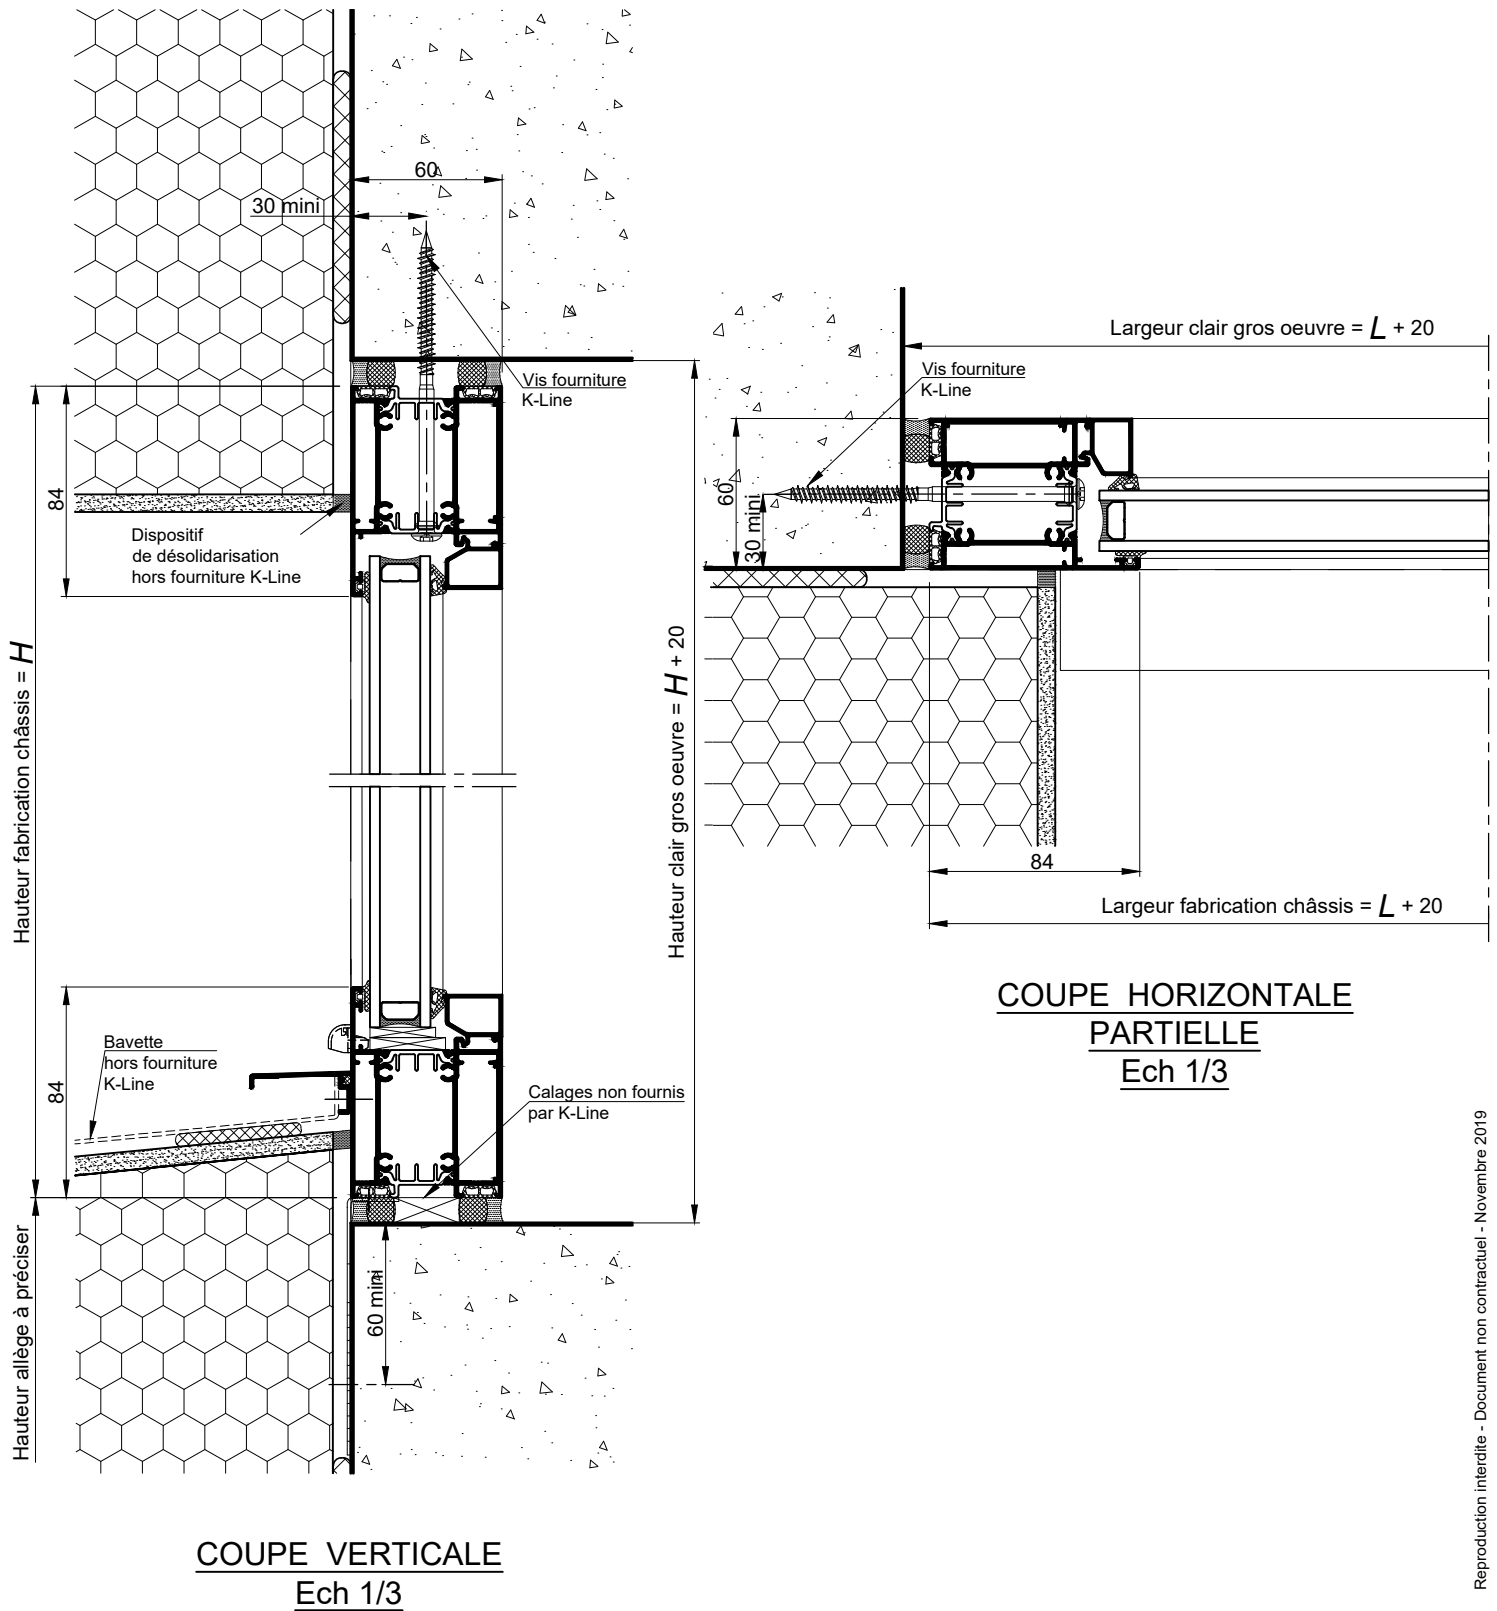 60
30 mini
Vis fourniture
K-Line
84
Dispositif
de désolidarisation
hors fourniture K-Line
Hauteur fabrication châssis = H
Hauteur clair gros oeuvre = H + 20
Bavette
hors fourniture
K-Line
84
Calages non fournis
par K-Line
60 mini
Hauteur allège à préciser
COUPE VERTICALE
Ech 1/3
Largeur clair gros oeuvre = L + 20
Vis fourniture
K-Line
60
30 mini
84
Largeur fabrication châssis = L + 20
COUPE HORIZONTALE
PARTIELLE
Ech 1/3
Reproduction interdite - Document non contractuel - Novembre 2019